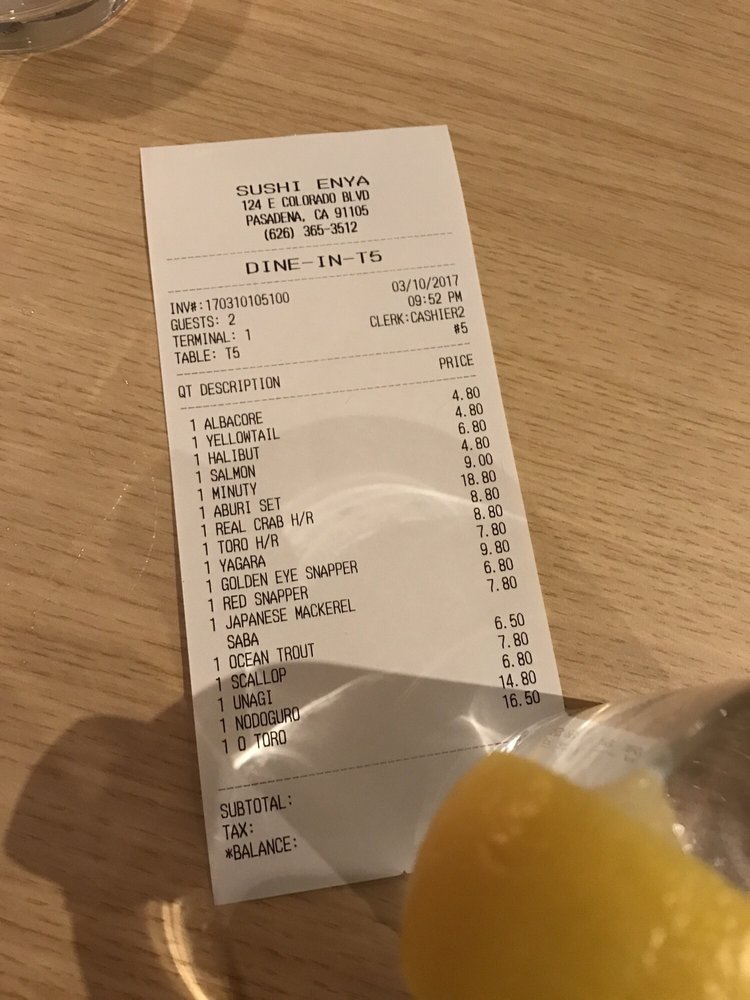 SUSHI ENYA
124 E COLORADO BLVD
PASADENA, CA 91105
(626) 365-3512
DINE-IN-T5
INV#:170310105100 03/10/2017
GUESTS: 2 09:52 PM
TERMINAL: 1 CLERK:CASHIER2
TABLE: T5 #5
QT DESCRIPTION PRICE
1 ALBACORE 4.80
1 YELLOWTAIL 4.80
1 HALIBUT 6.80
1 SALMON 4.80
1 MINUTY 9.00
1 ABURI SET 18.80
1 REAL CRAB H/R 8.80
1 TORO H/R 8.80
1 YAGARA 7.80
1 GOLDEN EYE SNAPPER 9.80
1 RED SNAPPER 6.80
1 JAPANESE MACKEREL 7.80
SABA
1 OCEAN TROUT 6.50
1 SCALLOP 7.80
1 UNAGI 6.80
1 NODOGURO 14.80
1 O TORO 16.50
SUBTOTAL:
TAX:
*BALANCE: